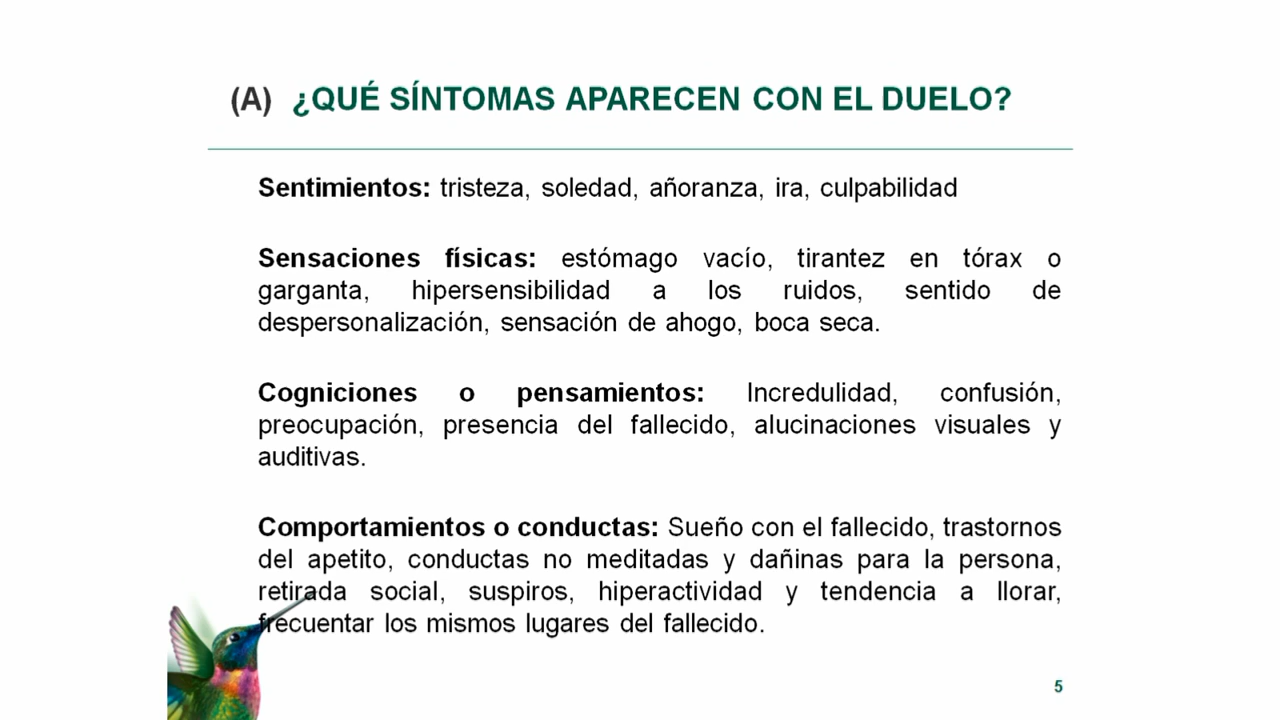 (A) ¿QUÉ SÍNTOMAS APARECEN CON EL DUELO?
Sentimientos: tristeza, soledad, añoranza, ira, culpabilidad
Sensaciones físicas: estómago vacío, tirantez en tórax o
garganta, hipersensibilidad a los ruidos, sentido de
despersonalización, sensación de ahogo, boca seca.
Cogniciones o pensamientos: Incredulidad, confusión,
preocupación, presencia del fallecido, alucinaciones visuales y
auditivas.
Comportamientos o conductas: Sueño con el fallecido, trastornos
del apetito, conductas no meditadas y dañinas para la persona,
retirada social, suspiros, hiperactividad y tendencia a llorar,
frecuentar los mismos lugares del fallecido.
5